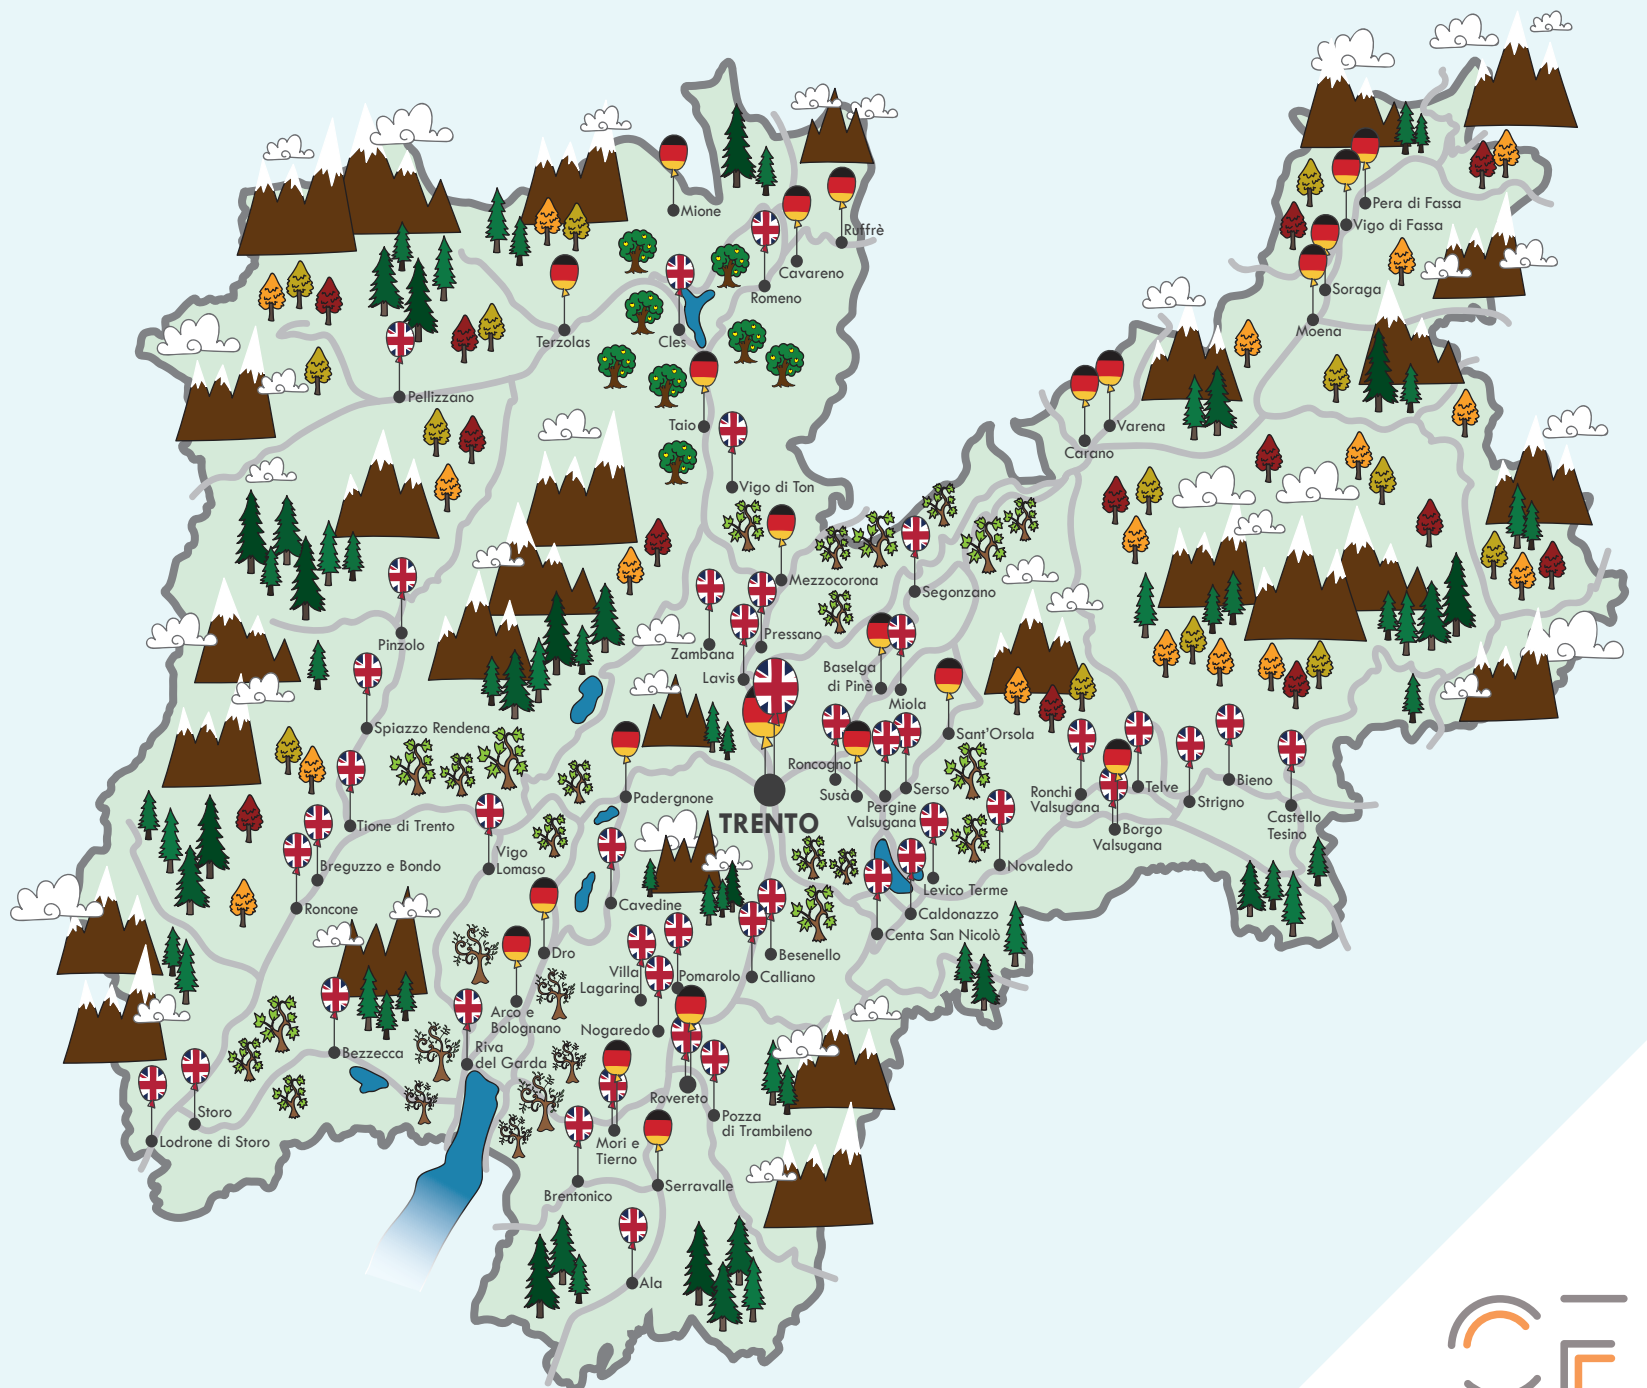 Mione
Ruffrè
Cavareno
Romeno
Terzolas
Cles
Pellizzano
Taio
Vigo di Ton
Pera di Fassa
Vigo di Fassa
Soraga
Moena
Varena
Carano
Mezzocorona
Segonzano
Pinzolo
Zambana
Pressano
Lavis
Baselga
di Pinè
Miola
Spiazzo Rendena
Sant'Orsola
Roncogno
Susà
Pergine
Valsugana
Serso
Ronchi
Valsugana
Telve
Strigno
Bieno
Castello
Tesino
Borgo
Valsugana
Padergnone
TRENTO
Tione di Trento
Vigo
Lomaso
Breguzzo e Bondo
Roncone
Cavedine
Novaledo
Levico Terme
Caldonazzo
Centa San Nicolò
Dro
Besenello
Calliano
Villa
Lagarina
Pomarolo
Arco e
Bolognano
Nogaredo
Bezzecca
Riva
del Garda
Rovereto
Storo
Lodrone di Storo
Pozza
di Trambileno
Mori e
Tierno
Brentonico
Serravalle
Ala